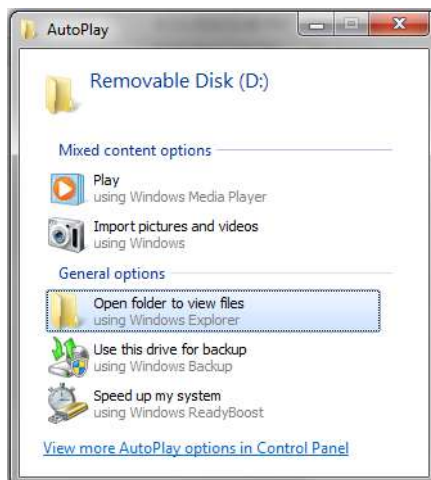 AutoPlay
Removable Disk (D:)
Mixed content options
Play
using Windows Media Player
Import pictures and videos
using Windows
General options
Open folder to view files
using Windows Explorer
Use this drive for backup
using Windows Backup
Speed up my system
using Windows ReadyBoost
View more AutoPlay options in Control Panel